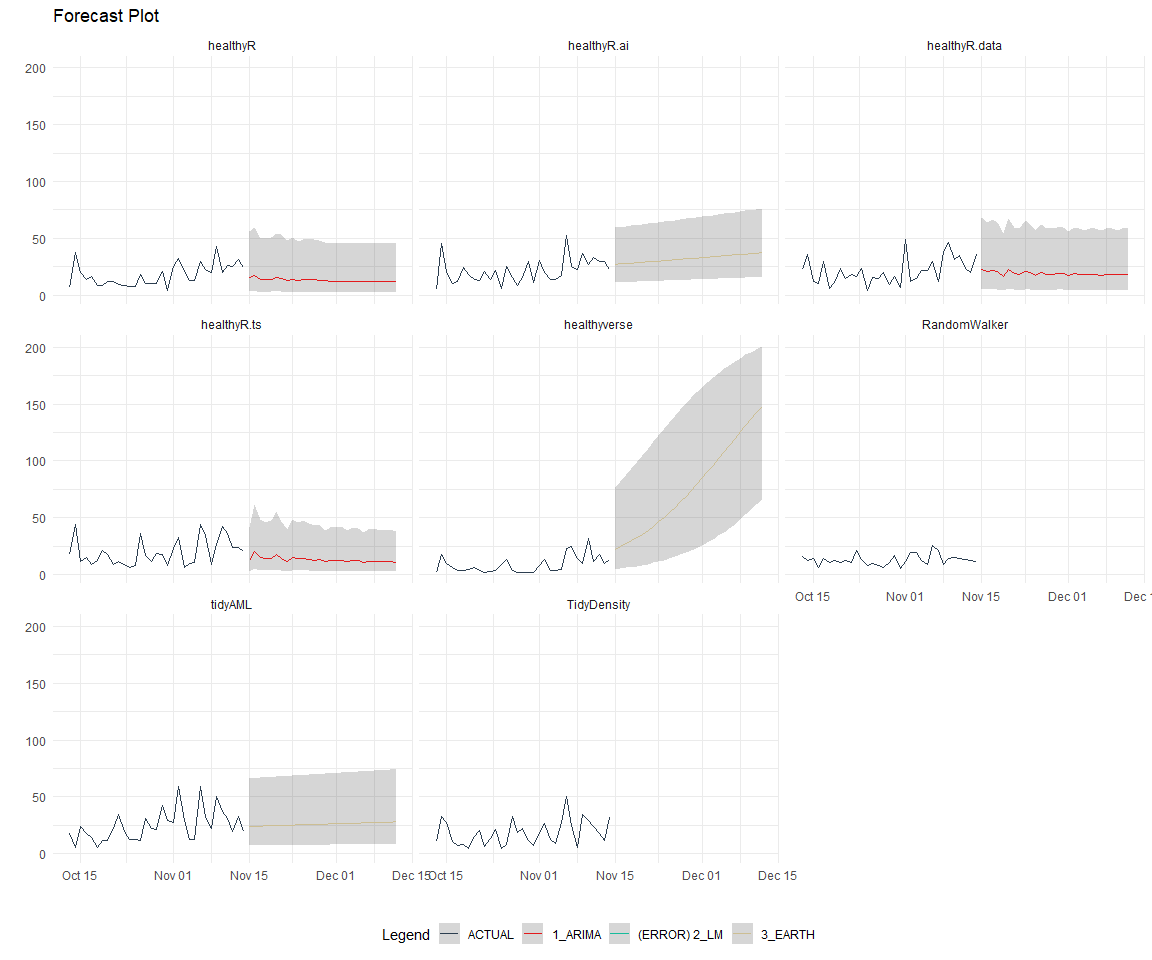 Forecast Plot
healthyR healthyR.ai healthyR.data
200
150
100
50
0
healthyR.ts healthyverse RandomWalker
200
150
100
50
0
Oct 15 Nov 01 Nov 15 Dec 01 Dec 1
tidyAML TidyDensity
200
150
100
50
0
Oct 15 Nov 01 Nov 15 Dec 01 Dec 15 Oct 15 Nov 01 Nov 15 Dec 01 Dec 15
Legend ACTUAL 1_ARIMA (ERROR) 2_LM 3_EARTH